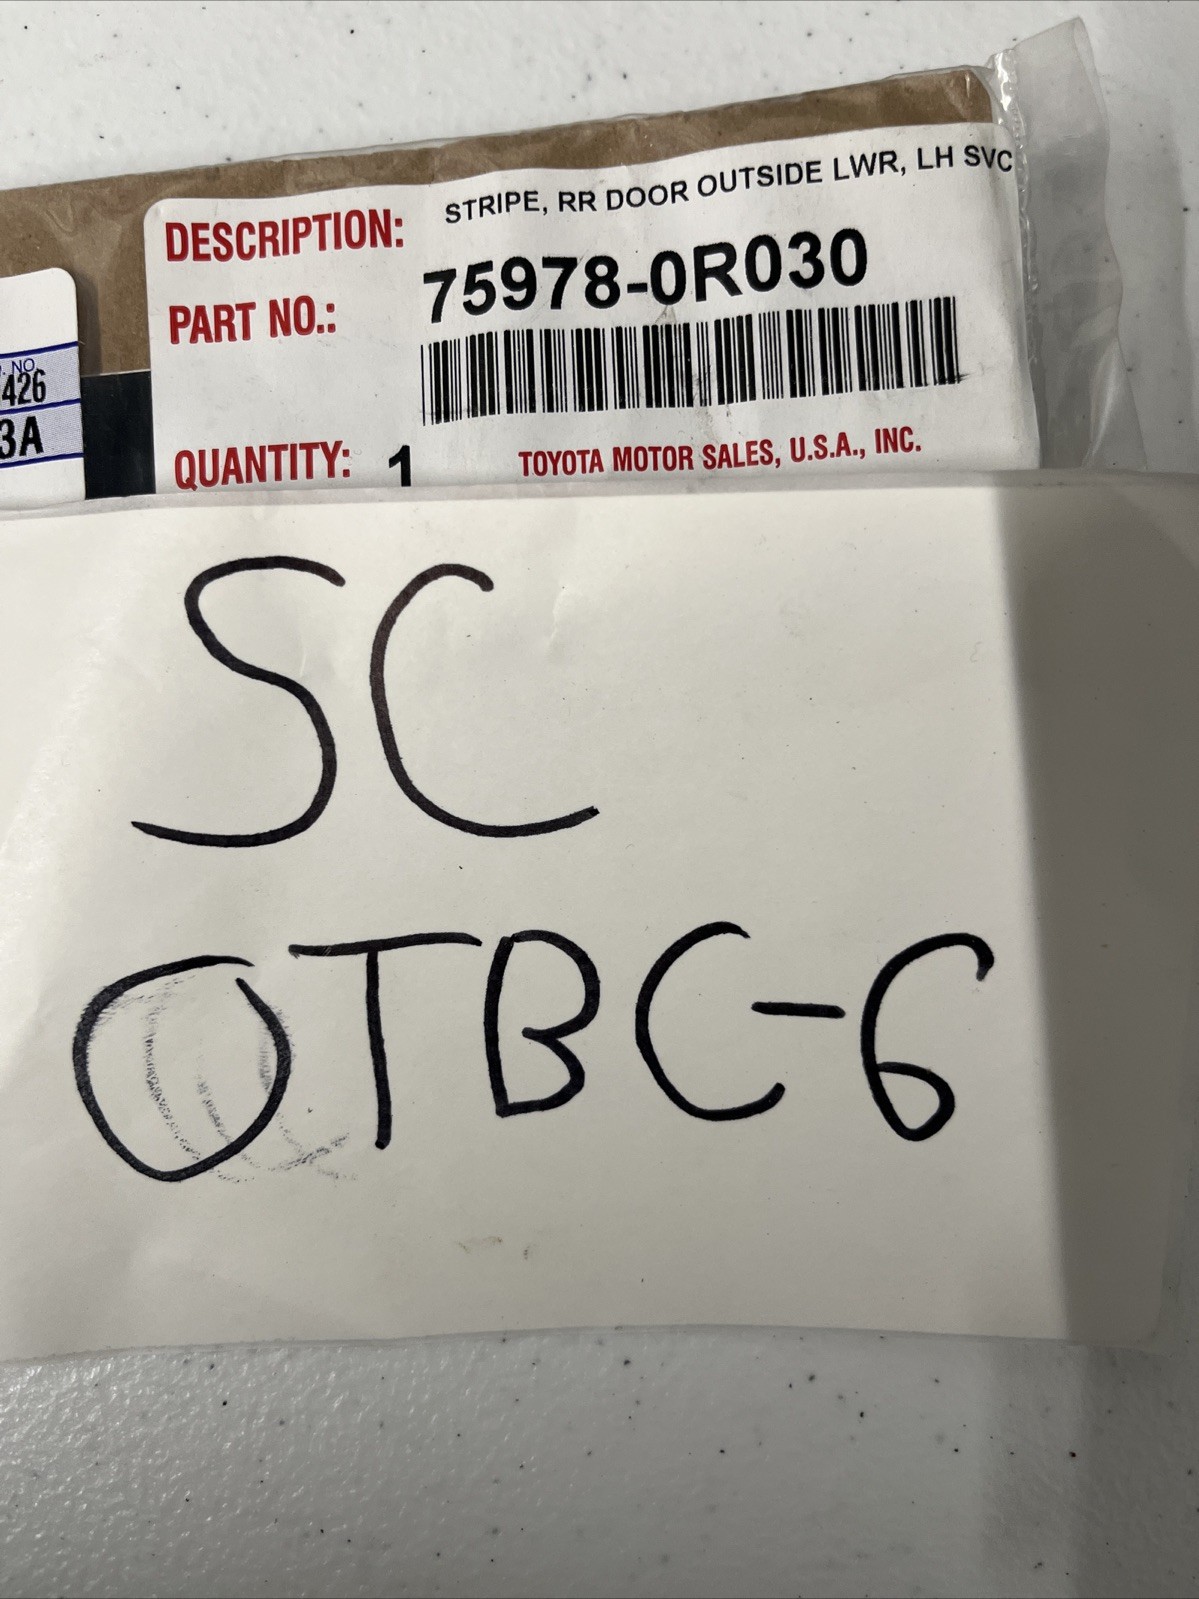 DESCRIPTION: STRIPE, RR DOOR OUTSIDE LWR, LH SVC
PART NO.: 75978-0R030
QUANTITY: 1 TOYOTA MOTOR SALES, U.S.A., INC.
NO.
426
3A
SC
OTBC-6